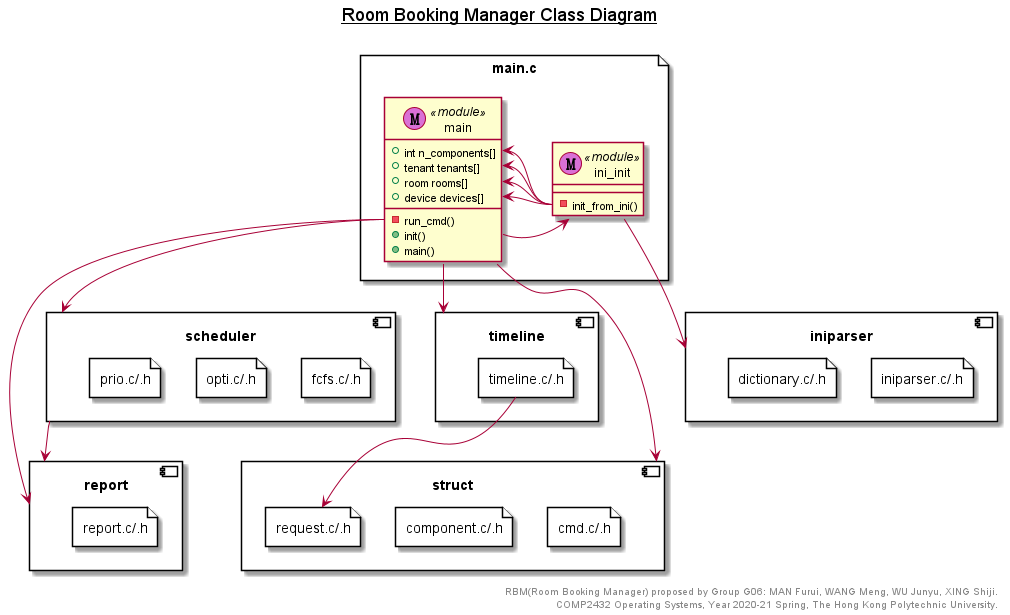 Room Booking Manager Class Diagram
main.c
M
«module»
main
int n_components[]
tenant tenants[]
room rooms[]
device devices[]
run_cmd()
init()
main()
M
«module»
ini_init
init_from_ini()
scheduler
prio.c/.h
opti.c/.h
fcfs.c/.h
timeline
timeline.c/.h
iniparser
dictionary.c/.h
iniparser.c/.h
report
report.c/.h
struct
request.c/.h
component.c/.h
cmd.c/.h
RBM(Room Booking Manager) proposed by Group G06: MAN Furui, WANG Meng, WU Junyu, XING Shiji.
COMP2432 Operating Systems, Year 2020-21 Spring, The Hong Kong Polytechnic University.